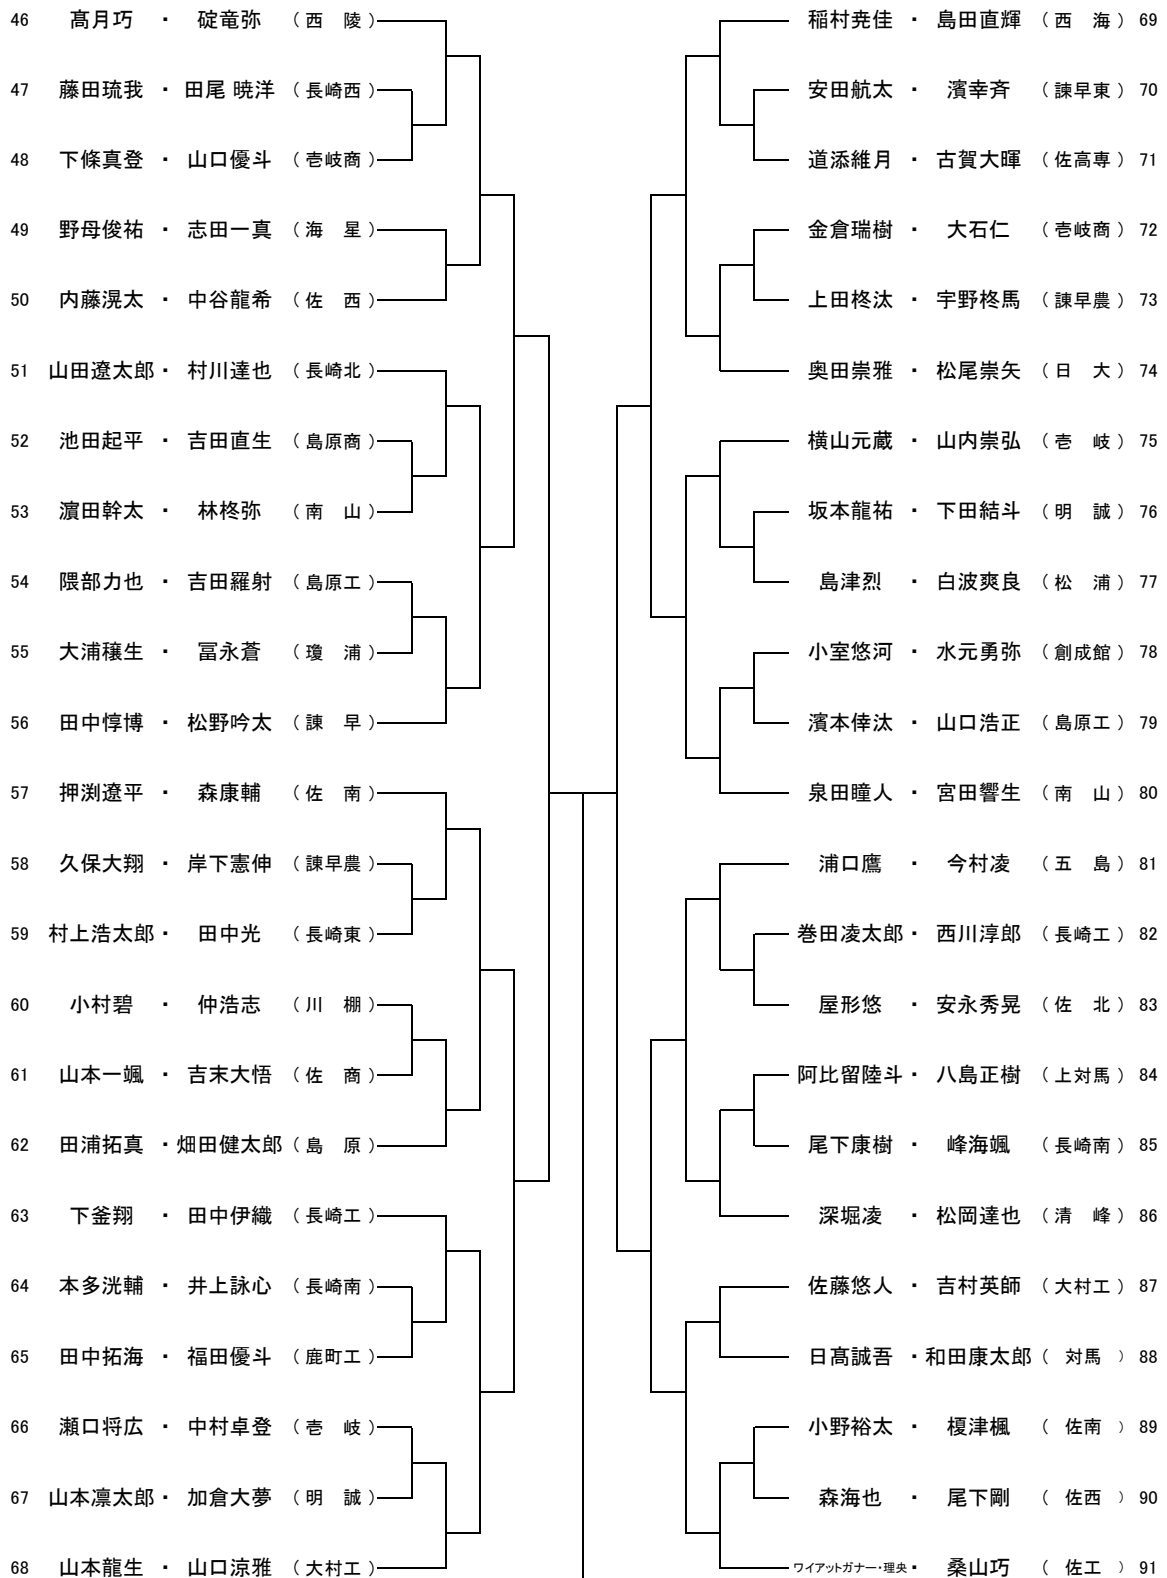 46 髙月巧 ・ 碇竜弥 （西　陵）
47 藤田琉我 ・ 田尾 暁洋 （長崎西）
48 下條真登 ・ 山口優斗 （壱岐商）
49 野母俊祐 ・ 志田一真 （海　星）
50 内藤滉太 ・ 中谷龍希 （佐　西）
51 山田遼太郎 ・ 村川達也 （長崎北）
52 池田起平 ・ 吉田直生 （島原商）
53 濵田幹太 ・ 林柊弥 （南　山）
54 隈部力也 ・ 吉田羅射 （島原工）
55 大浦穣生 ・ 冨永蒼 （瓊　浦）
56 田中惇博 ・ 松野吟太 （諫　早）
57 押渕遼平 ・ 森康輔 （佐　南）
58 久保大翔 ・ 岸下憲伸 （諫早農）
59 村上浩太郎 ・ 田中光 （長崎東）
60 小村碧 ・ 仲浩志 （川　棚）
61 山本一颯 ・ 吉末大悟 （佐　商）
62 田浦拓真 ・ 畑田健太郎 （島　原）
63 下釜翔 ・ 田中伊織 （長崎工）
64 本多洸輔 ・ 井上詠心 （長崎南）
65 田中拓海 ・ 福田優斗 （鹿町工）
66 瀬口将広 ・ 中村卓登 （壱　岐）
67 山本凛太郎 ・ 加倉大夢 （明　誠）
68 山本龍生 ・ 山口涼雅 （大村工）
稲村尭佳 ・ 島田直輝 （西　海） 69
安田航太 ・ 濱幸斉 （諫早東） 70
道添維月 ・ 古賀大暉 （佐高専） 71
金倉瑞樹 ・ 大石仁 （壱岐商） 72
上田柊汰 ・ 宇野柊馬 （諫早農） 73
奥田崇雅 ・ 松尾崇矢 （日　大） 74
横山元蔵 ・ 山内崇弘 （壱　岐） 75
坂本龍祐 ・ 下田結斗 （明　誠） 76
島津烈 ・ 白波爽良 （松　浦） 77
小室悠河 ・ 水元勇弥 （創成館） 78
濱本倖汰 ・ 山口浩正 （島原工） 79
泉田瞳人 ・ 宮田響生 （南　山） 80
浦口鷹 ・ 今村凌 （五　島） 81
巻田凌太郎 ・ 西川淳郎 （長崎工） 82
屋形悠 ・ 安永秀晃 （佐　北） 83
阿比留陸斗 ・ 八島正樹 （上対馬） 84
尾下康樹 ・ 峰海颯 （長崎南） 85
深堀凌 ・ 松岡達也 （清　峰） 86
佐藤悠人 ・ 吉村英師 （大村工） 87
日髙誠吾 ・ 和田康太郎 （　対馬　） 88
小野裕太 ・ 榎津楓 （　佐南　） 89
森海也 ・ 尾下剛 （　佐西　） 90
ワイアットガナー・理央 ・ 桑山巧 （　佐工　） 91